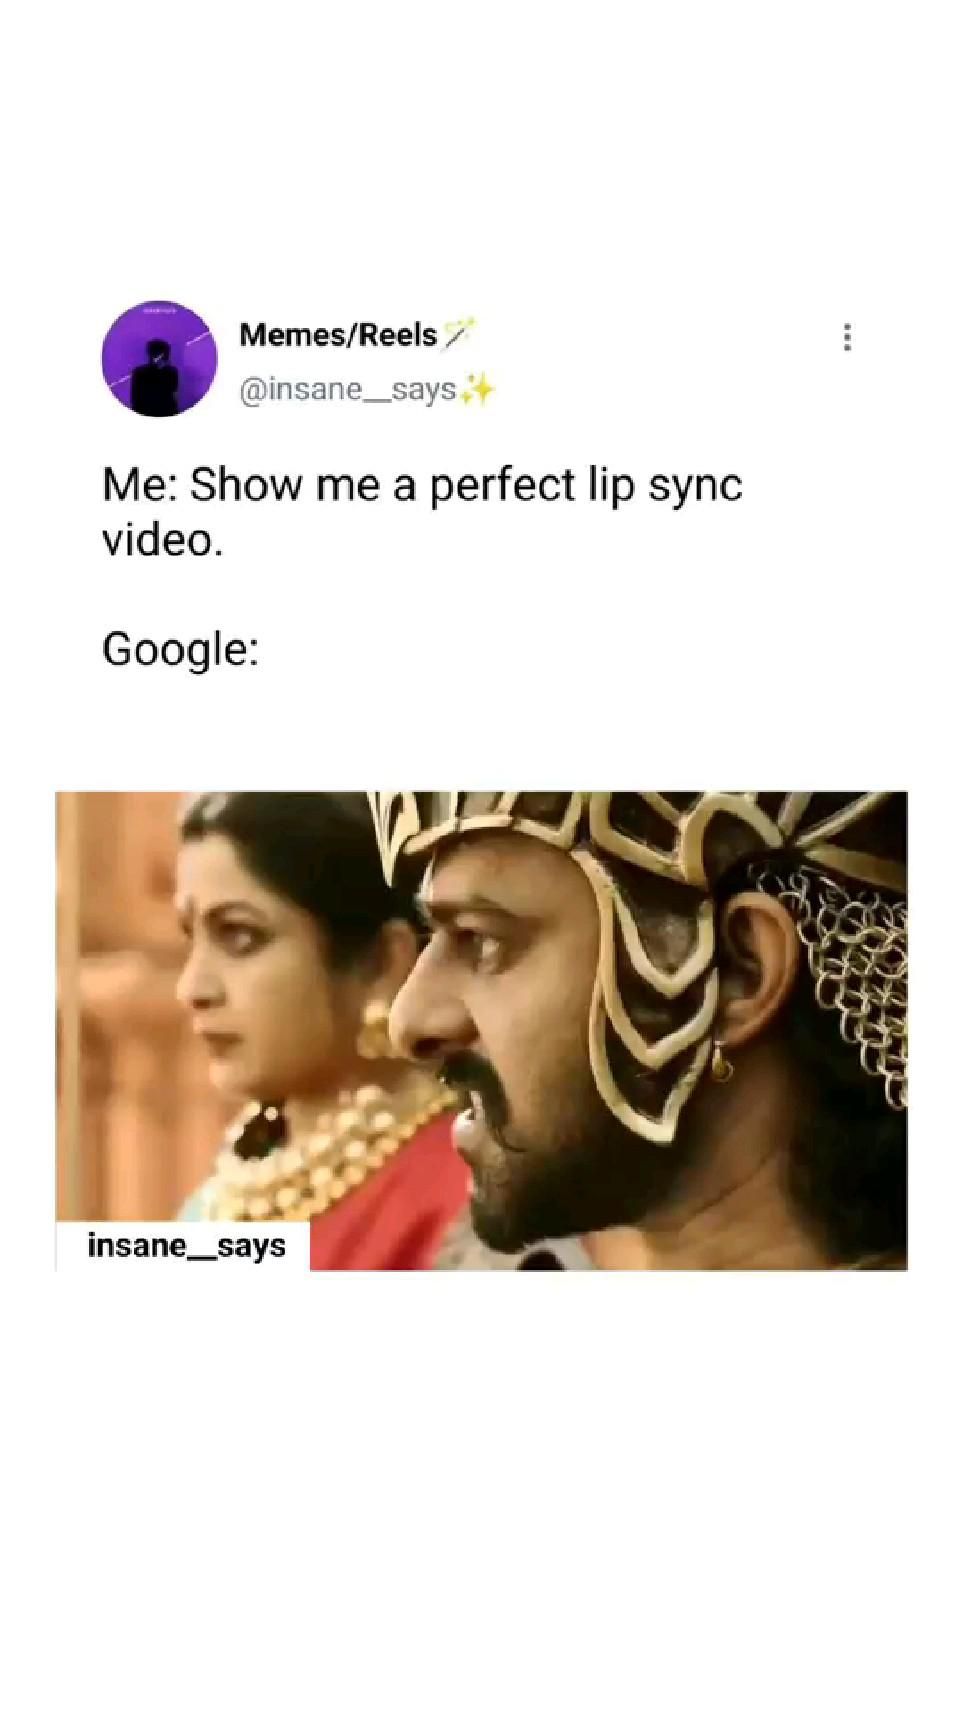 Memes/Reels🪄
@insane__says✨
Me: Show me a perfect lip sync
video.
Google:
insane__says